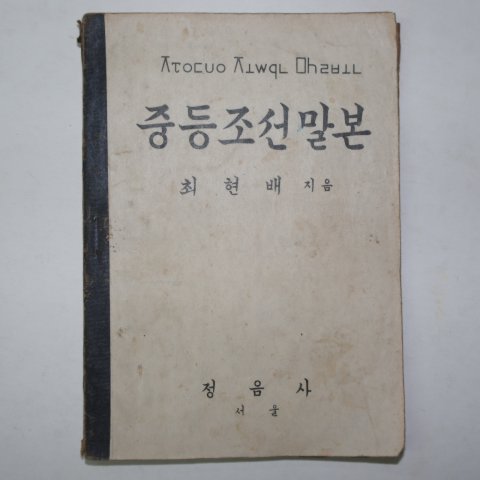 중등조선말본
최현배 지음
정음사
서울